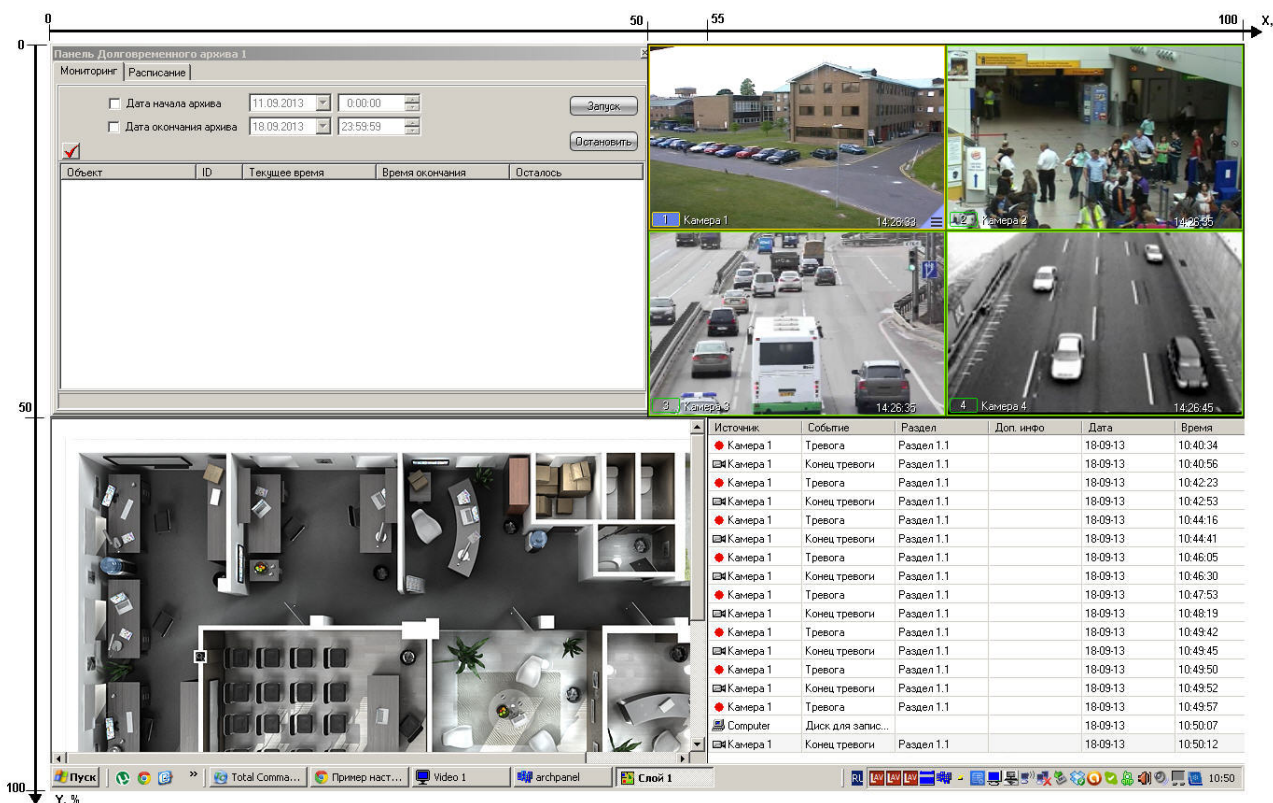 0 50 55 100 X,
0
Панель Долговременного архива 1
Мониторинг Расписание
Дата начала архива 11.09.2013 0:00:00 Запуск
Дата окончания архива 18.09.2013 23:59:59
Остановить
Объект ID Текущее время Время окончания Осталось
1 Камера 1 14:26:33
2 Камера 2 14:26:35
3 Камера 3 14:26:35
4 Камера 4 14:26:45
50
Источник Событие Раздел Доп. инфо Дата Время
Камера 1 Тревога Раздел 1.1 18-09-13 10:40:34
Камера 1 Конец тревоги Раздел 1.1 18-09-13 10:40:56
Камера 1 Тревога Раздел 1.1 18-09-13 10:42:23
Камера 1 Конец тревоги Раздел 1.1 18-09-13 10:42:53
Камера 1 Тревога Раздел 1.1 18-09-13 10:44:16
Камера 1 Конец тревоги Раздел 1.1 18-09-13 10:44:41
Камера 1 Тревога Раздел 1.1 18-09-13 10:46:05
Камера 1 Конец тревоги Раздел 1.1 18-09-13 10:46:30
Камера 1 Тревога Раздел 1.1 18-09-13 10:47:53
Камера 1 Конец тревоги Раздел 1.1 18-09-13 10:48:19
Камера 1 Тревога Раздел 1.1 18-09-13 10:49:42
Камера 1 Конец тревоги Раздел 1.1 18-09-13 10:49:45
Камера 1 Тревога Раздел 1.1 18-09-13 10:49:50
Камера 1 Конец тревоги Раздел 1.1 18-09-13 10:49:52
Камера 1 Тревога Раздел 1.1 18-09-13 10:49:57
Computer Диск для запис... 18-09-13 10:50:07
Камера 1 Конец тревоги Раздел 1.1 18-09-13 10:50:12
Пуск » Total Comma... Пример наст... Video 1 archpanel Слой 1 RL LAV LAV LAV 10:50
100
Y, %